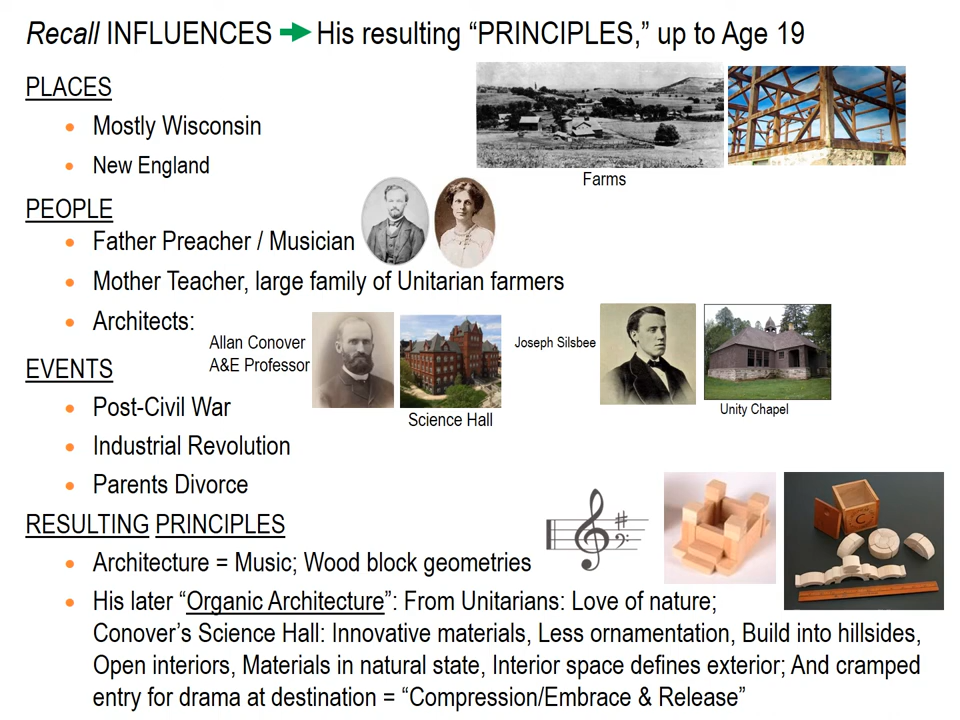 Recall INFLUENCES His resulting “PRINCIPLES,” up to Age 19
PLACES
Mostly Wisconsin
New England
Farms
PEOPLE
Father Preacher / Musician
Mother Teacher, large family of Unitarian farmers
Architects:
Allan Conover
A&E Professor
Science Hall
Joseph Silsbee
Unity Chapel
EVENTS
Post-Civil War
Industrial Revolution
Parents Divorce
RESULTING PRINCIPLES
Architecture = Music; Wood block geometries
His later “Organic Architecture”: From Unitarians: Love of nature;
Conover’s Science Hall: Innovative materials, Less ornamentation, Build into hillsides,
Open interiors, Materials in natural state, Interior space defines exterior; And cramped
entry for drama at destination = “Compression/Embrace & Release”